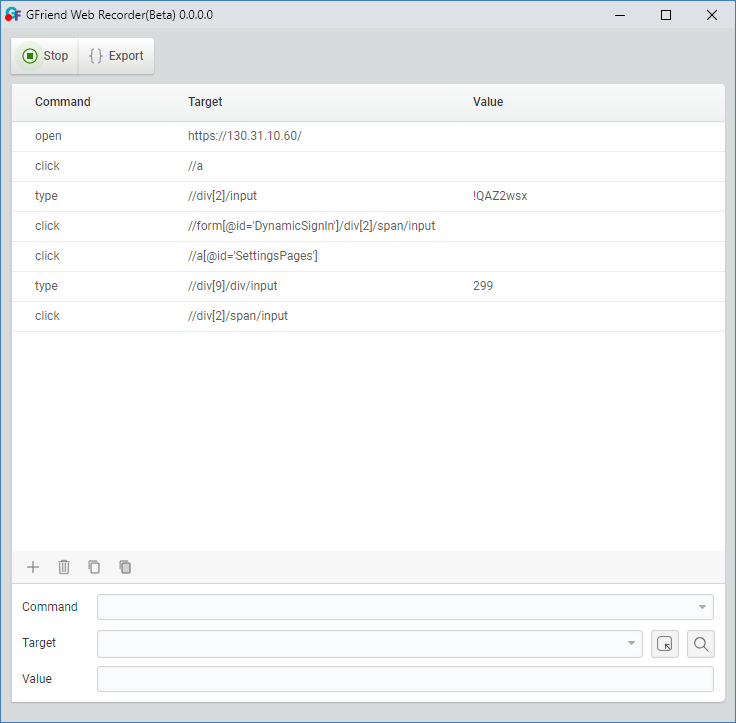 GFriend Web Recorder(Beta) 0.0.0.0
Stop { } Export
Command Target Value
open https://130.31.10.60/
click //a
type //div[2]/input !QAZ2wsx
click //form[@id='DynamicSignIn']/div[2]/span/input
click //a[@id='SettingsPages']
type //div[9]/div/input 299
click //div[2]/span/input
Command
Target
Value